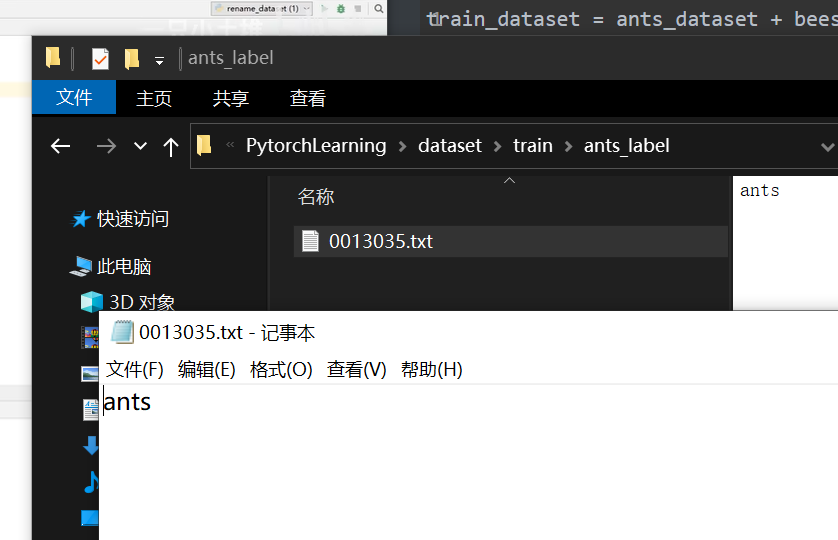 rename_dataset (1)
train_dataset = ants_dataset + bees
ants_label
文件 主页 共享 查看
PytorchLearning dataset train ants_label
名称
ants
快速访问
0013035.txt
此电脑
3D 对象
0013035.txt - 记事本
文件(F) 编辑(E) 格式(O) 查看(V) 帮助(H)
ants